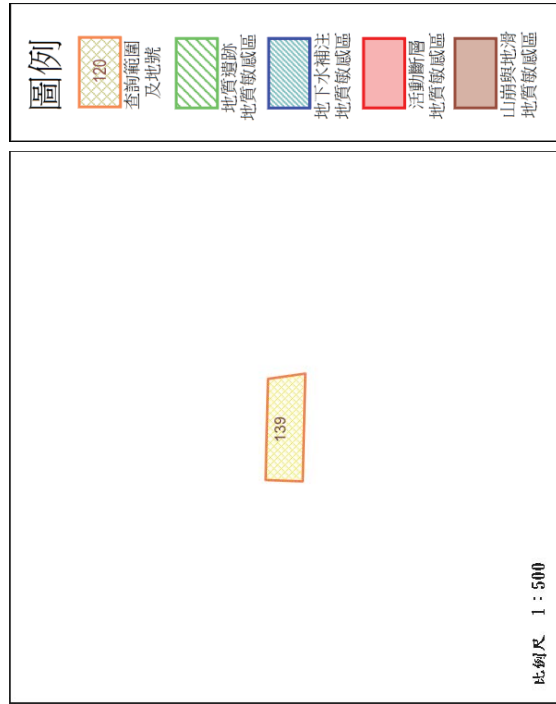 圖例
120
查詢範圍
及地號
地質遺跡
地質敏感區
地下水補注
地質敏感區
活動斷層
地質敏感區
山崩與地滑
地質敏感區
139
比例尺 1:500